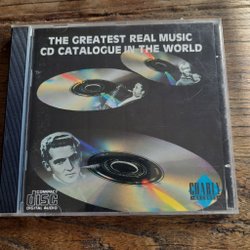 THE GREATEST REAL MUSIC
CD CATALOGUE IN THE WORLD
COMPACT
disc
DIGITAL AUDIO
CHARLY